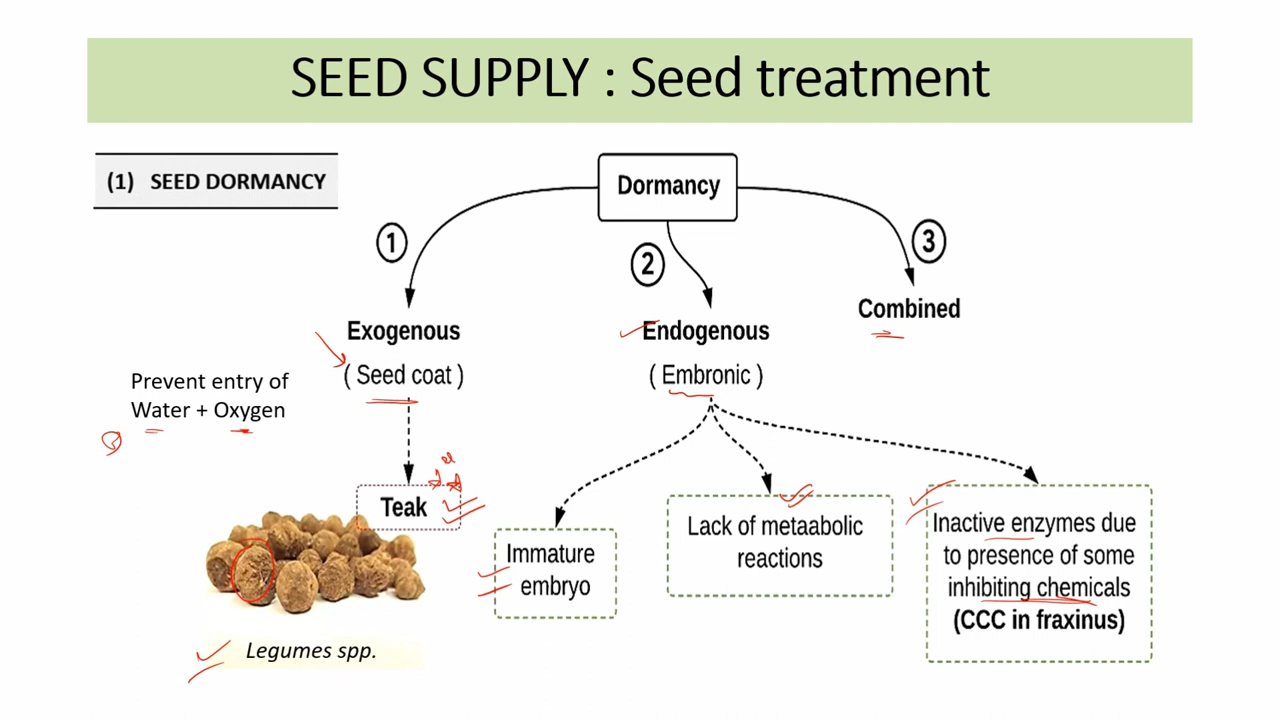 SEED SUPPLY : Seed treatment
(1) SEED DORMANCY
Dormancy
1
2
3
Exogenous
( Seed coat )
Endogenous
( Embronic )
Combined
Prevent entry of
Water + Oxygen
Teak
Legumes spp.
Immature
embryo
Lack of metaabolic
reactions
Inactive enzymes due
to presence of some
inhibiting chemicals
(CCC in fraxinus)